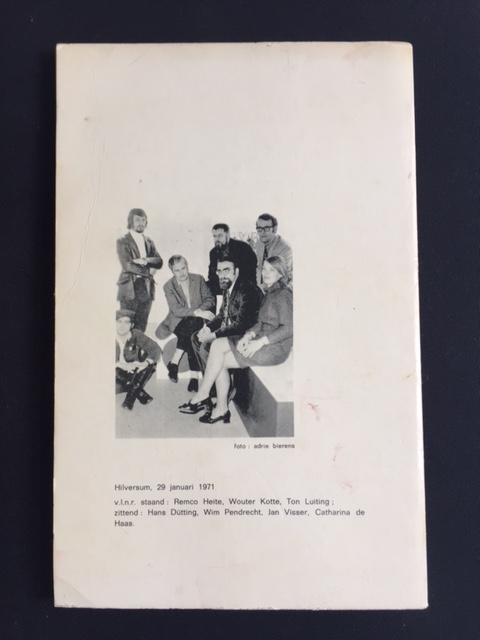 foto : adrie bierens
Hilversum, 29 januari 1971
v.l.n.r. staand : Remco Heite, Wouter Kotte, Ton Luiting ;
zittend : Hans Dütting, Wim Pendrecht, Jan Visser, Catharina de
Haas.